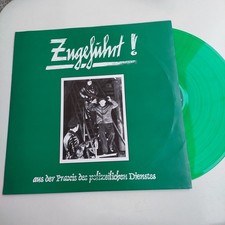 Zugeführt!
aus der Praxis des polizeilichen Dienstes